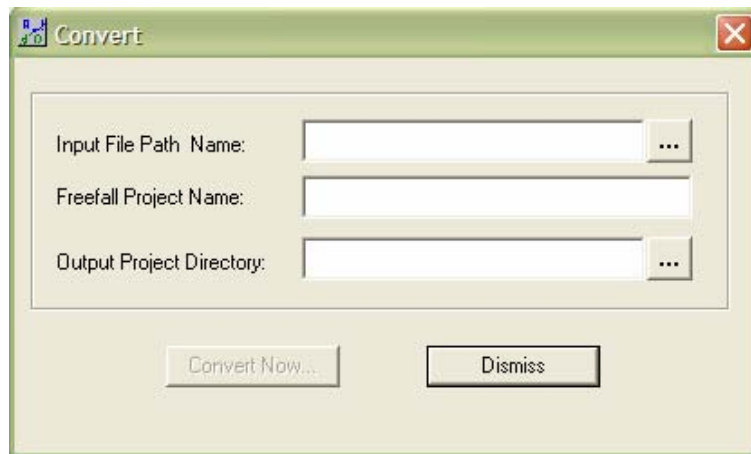 Convert
Input File Path Name:
...
Freefall Project Name:
Output Project Directory:
...
Convert Now...
Dismiss